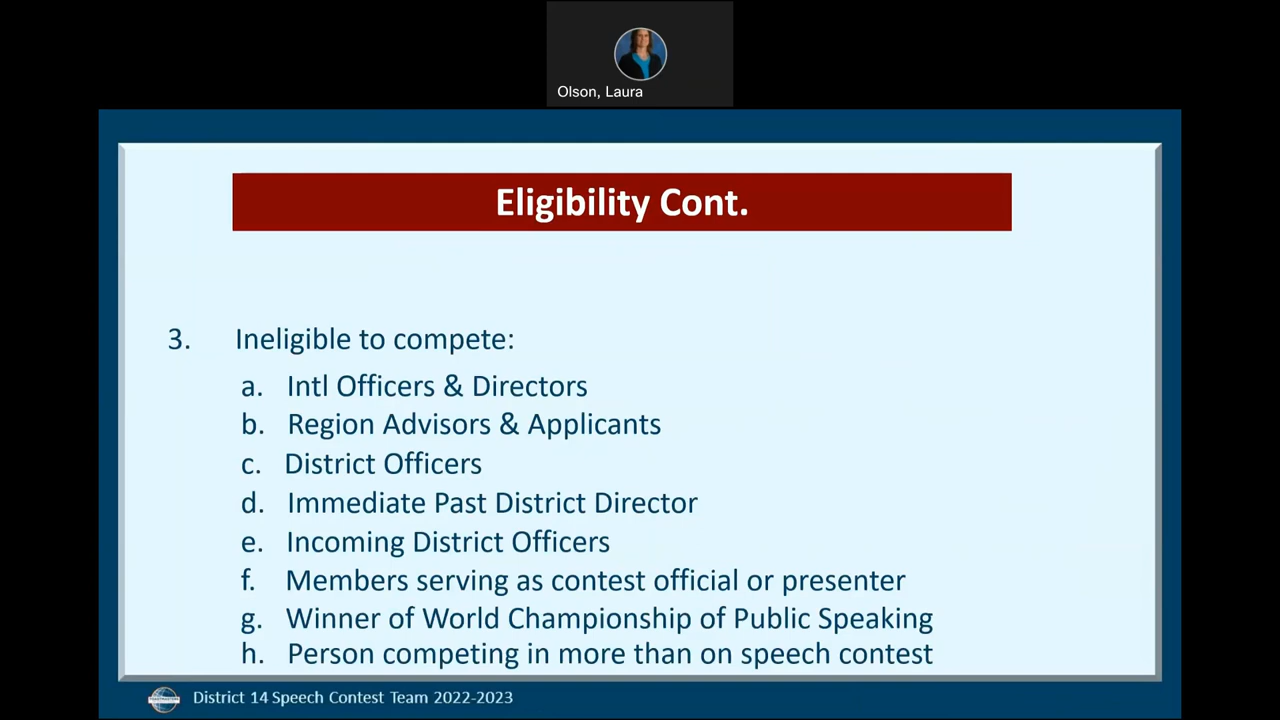 Olson, Laura
Eligibility Cont.
3. Ineligible to compete:
a. Intl Officers & Directors
b. Region Advisors & Applicants
c. District Officers
d. Immediate Past District Director
e. Incoming District Officers
f. Members serving as contest official or presenter
g. Winner of World Championship of Public Speaking
h. Person competing in more than on speech contest
District 14 Speech Contest Team 2022-2023